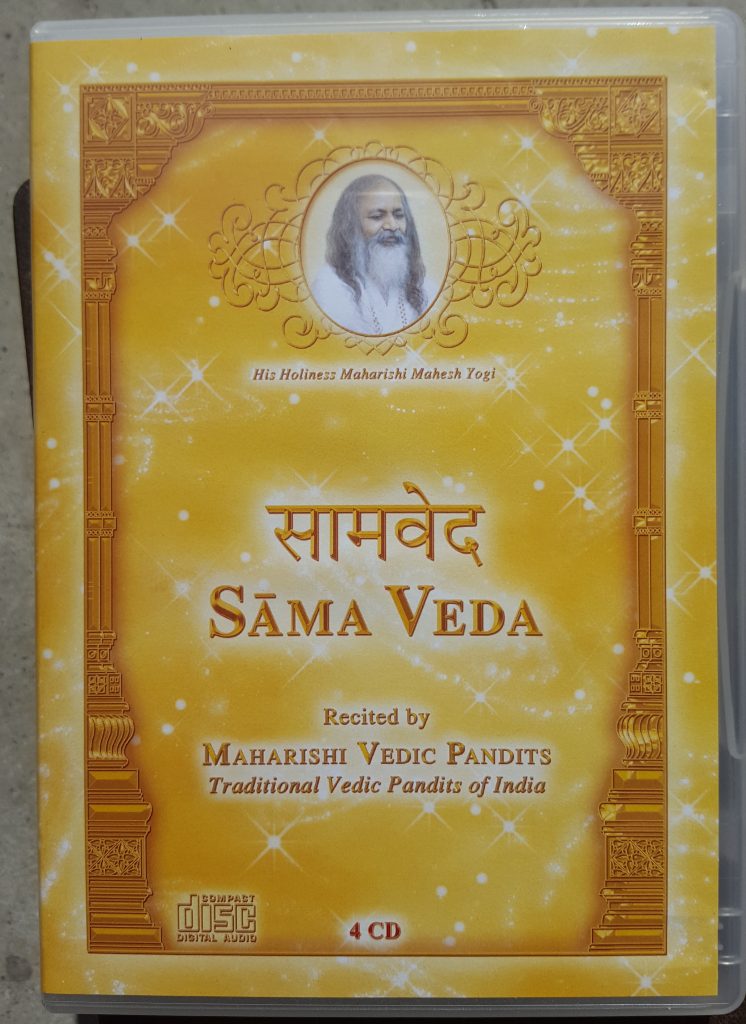 His Holiness Maharishi Mahesh Yogi
सामवेद
SĀMA VEDA
Recited by
MAHARISHI VEDIC PANDITS
Traditional Vedic Pandits of India
COMPACT
disc
DIGITAL AUDIO
4 CD